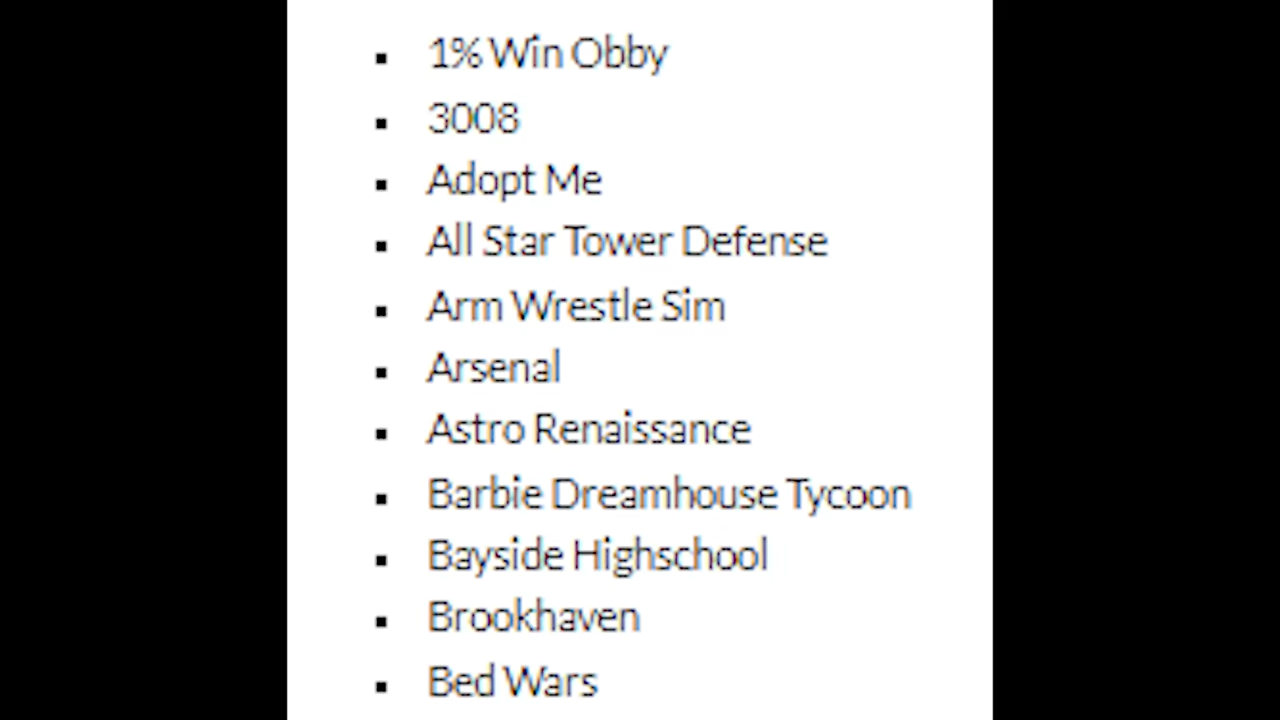 1% Win Obby
3008
Adopt Me
All Star Tower Defense
Arm Wrestle Sim
Arsenal
Astro Renaissance
Barbie Dreamhouse Tycoon
Bayside Highschool
Brookhaven
Bed Wars